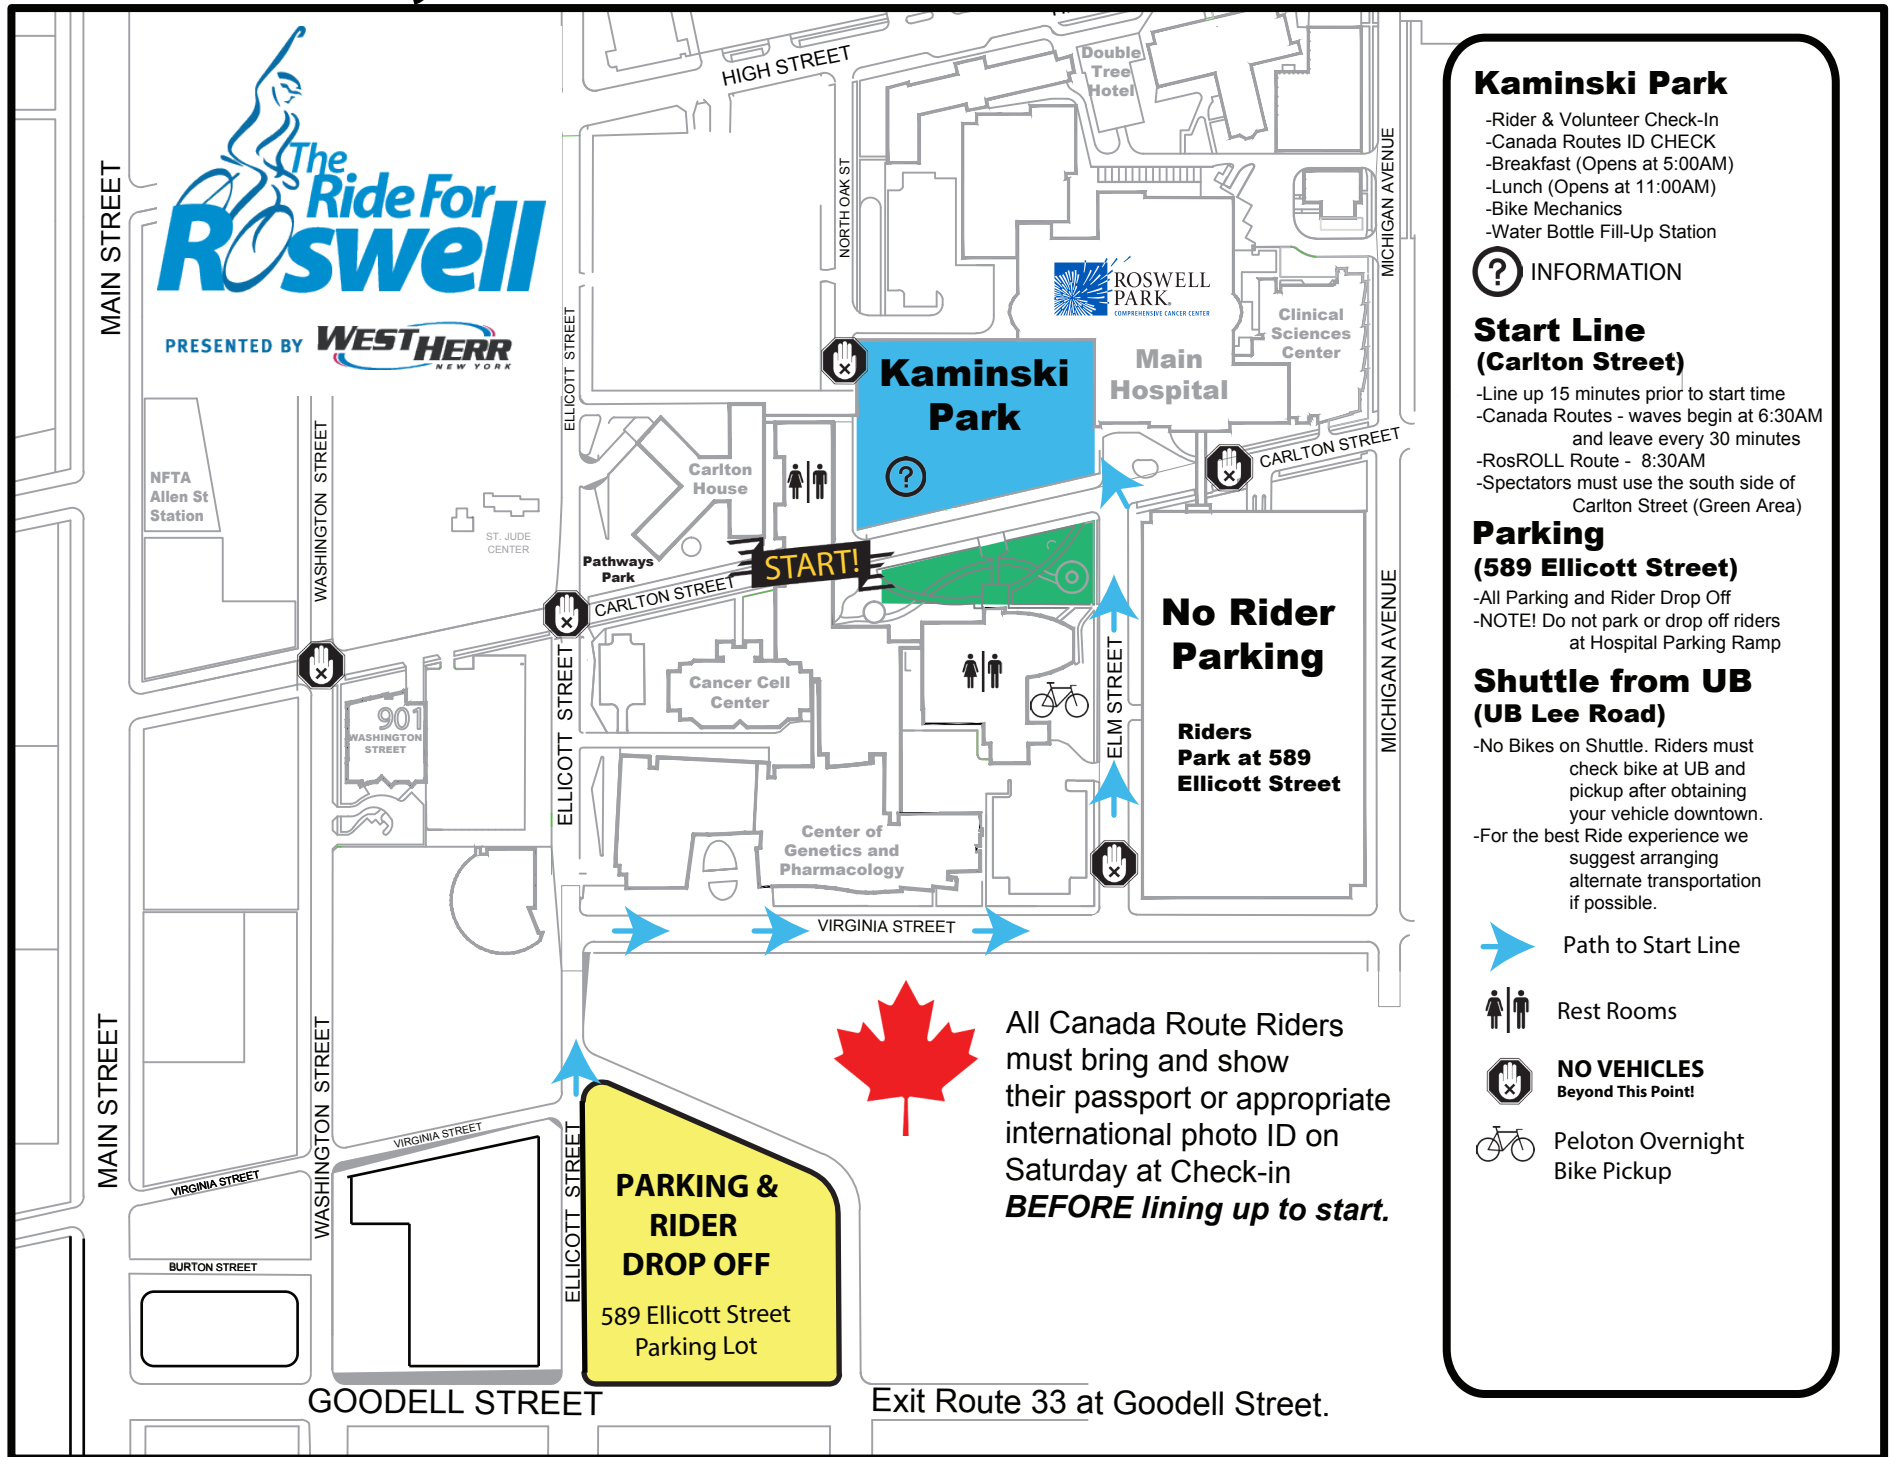 The
Ride For
Roswell
PRESENTED BY WEST HERR
NEW YORK
HIGH STREET
Double
Tree
Hotel
MAIN STREET
NORTH OAK ST
MICHIGAN AVENUE
ELLICOTT STREET
ROSWELL
PARK®
COMPREHENSIVE CANCER CENTER
Clinical
Sciences
Center
Main
Hospital
Kaminski
Park
?
CARLTON STREET
WASHINGTON STREET
NFTA
Allen St
Station
ST. JUDE
CENTER
Carlton
House
Pathways
Park
START!
CARLTON STREET
No Rider
Parking
Riders
Park at 589
Ellicott Street
MICHIGAN AVENUE
ELM STREET
ELLICOTT STREET
Cancer Cell
Center
901
WASHINGTON
STREET
Center of
Genetics and
Pharmacology
VIRGINIA STREET
All Canada Route Riders
must bring and show
their passport or appropriate
international photo ID on
Saturday at Check-in
BEFORE lining up to start.
MAIN STREET
WASHINGTON STREET
VIRGINIA STREET
VIRGINIA STREET
ELLICOTT STREET
BURTON STREET
PARKING &
RIDER
DROP OFF
589 Ellicott Street
Parking Lot
GOODELL STREET
Exit Route 33 at Goodell Street.
Kaminski Park
-Rider & Volunteer Check-In
-Canada Routes ID CHECK
-Breakfast (Opens at 5:00AM)
-Lunch (Opens at 11:00AM)
-Bike Mechanics
-Water Bottle Fill-Up Station
? INFORMATION
Start Line
(Carlton Street)
-Line up 15 minutes prior to start time
-Canada Routes - waves begin at 6:30AM
and leave every 30 minutes
-RosROLL Route - 8:30AM
-Spectators must use the south side of
Carlton Street (Green Area)
Parking
(589 Ellicott Street)
-All Parking and Rider Drop Off
-NOTE! Do not park or drop off riders
at Hospital Parking Ramp
Shuttle from UB
(UB Lee Road)
-No Bikes on Shuttle. Riders must
check bike at UB and
pickup after obtaining
your vehicle downtown.
-For the best Ride experience we
suggest arranging
alternate transportation
if possible.
Path to Start Line
Rest Rooms
NO VEHICLES
Beyond This Point!
Peloton Overnight
Bike Pickup